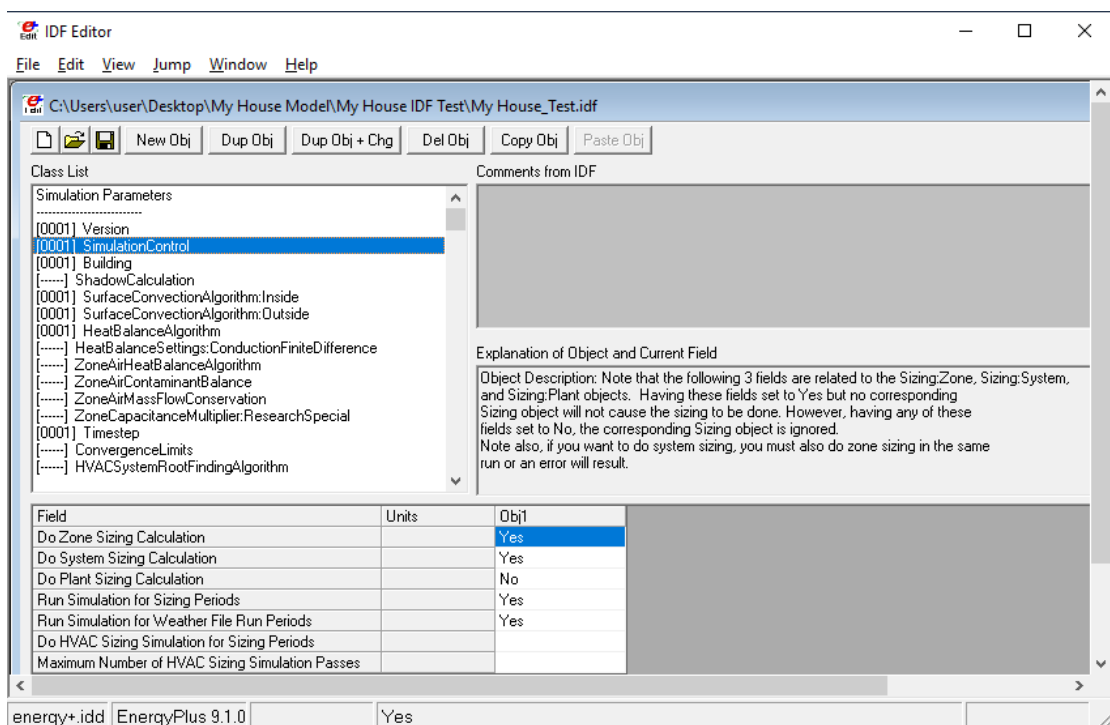 IDF Editor
File Edit View Jump Window Help
C:\Users\user\Desktop\My House Model\My House IDF Test\My House_Test.idf
New Obj Dup Obj Dup Obj + Chg Del Obj Copy Obj Paste Obj
Class List
Comments from IDF
Simulation Parameters
---------------------------
[0001] Version
[0001] SimulationControl
[0001] Building
[------] ShadowCalculation
[0001] SurfaceConvectionAlgorithm:Inside
[0001] SurfaceConvectionAlgorithm:Outside
[0001] HeatBalanceAlgorithm
[------] HeatBalanceSettings:ConductionFiniteDifference
[------] ZoneAirHeatBalanceAlgorithm
[------] ZoneAirContaminantBalance
[------] ZoneAirMassFlowConservation
[------] ZoneCapacitanceMultiplier:ResearchSpecial
[0001] Timestep
[------] ConvergenceLimits
[------] HVACSystemRootFindingAlgorithm
Explanation of Object and Current Field
Object Description: Note that the following 3 fields are related to the Sizing:Zone, Sizing:System,
and Sizing:Plant objects. Having these fields set to Yes but no corresponding
Sizing object will not cause the sizing to be done. However, having any of these
fields set to No, the corresponding Sizing object is ignored.
Note also, if you want to do system sizing, you must also do zone sizing in the same
run or an error will result.
Field Units Obj1
Do Zone Sizing Calculation Yes
Do System Sizing Calculation Yes
Do Plant Sizing Calculation No
Run Simulation for Sizing Periods Yes
Run Simulation for Weather File Run Periods Yes
Do HVAC Sizing Simulation for Sizing Periods
Maximum Number of HVAC Sizing Simulation Passes
energy+.idd EnergyPlus 9.1.0 Yes